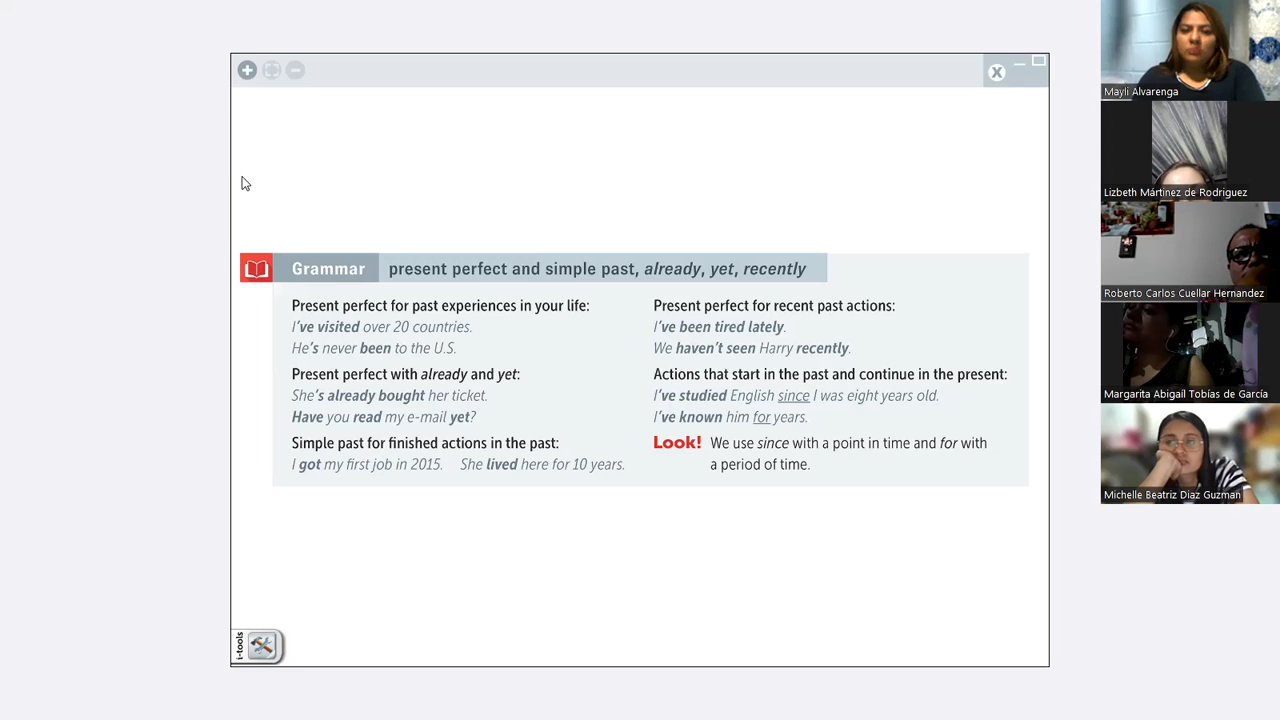 Grammar present perfect and simple past, already, yet, recently
Present perfect for past experiences in your life:
I've visited over 20 countries.
He's never been to the U.S.
Present perfect with already and yet:
She's already bought her ticket.
Have you read my e-mail yet?
Simple past for finished actions in the past:
I got my first job in 2015. She lived here for 10 years.
Present perfect for recent past actions:
I've been tired lately.
We haven't seen Harry recently.
Actions that start in the past and continue in the present:
I've studied English since I was eight years old.
I've known him for years.
Look! We use since with a point in time and for with
a period of time.
i-tools
Mayli Alvarenga
Lizbeth Mártinez de Rodríguez
Roberto Carlos Cuellar Hernandez
Margarita Abigaíl Tobías de García
Michelle Beatriz Diaz Guzman